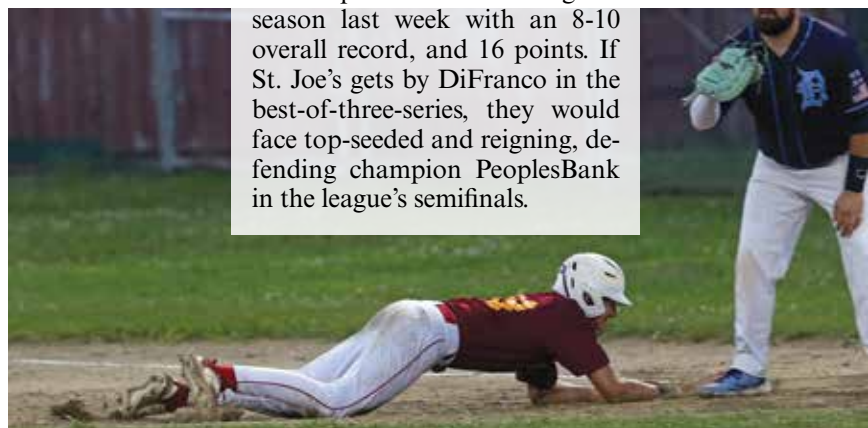 season last week with an 8-10
overall record, and 16 points. If
St. Joe's gets by DiFranco in the
best-of-three-series, they would
face top-seeded and reigning, de-
fending champion PeoplesBank
in the league's semifinals.
D